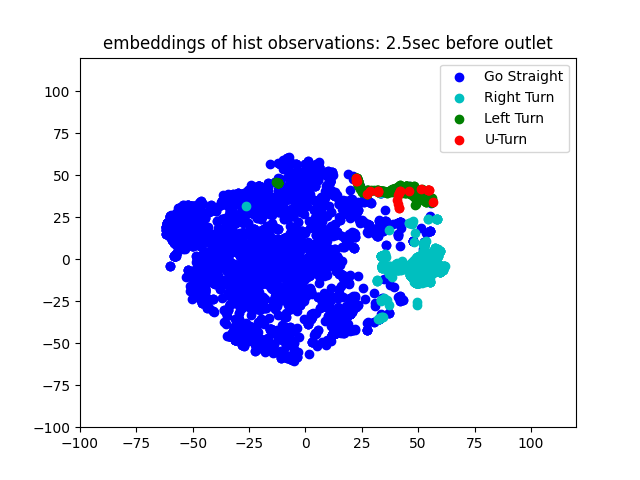 embeddings of hist observations: 2.5sec before outlet
Go Straight
Right Turn
Left Turn
U-Turn
100
75
50
25
0
−25
−50
−75
−100
−100 −75 −50 −25 0 25 50 75 100